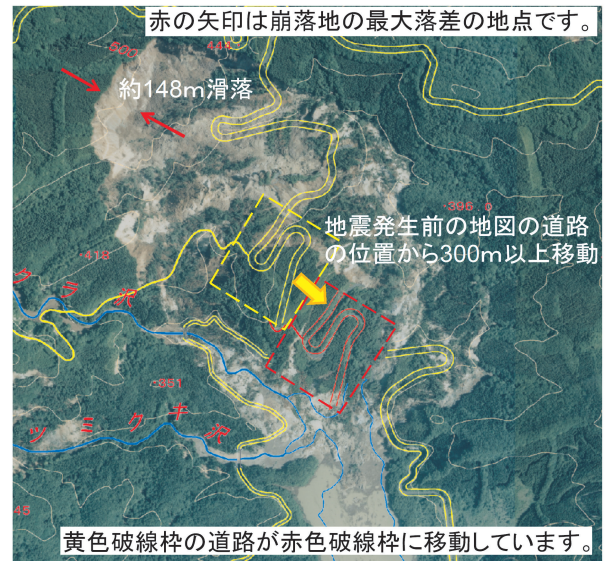 赤の矢印は崩落地の最大落差の地点です。
約148m滑落
地震発生前の地図の道路
の位置から300m以上移動
・418
ウラ沢
ツミクキ沢
黄色破線枠の道路が赤色破線枠に移動しています。